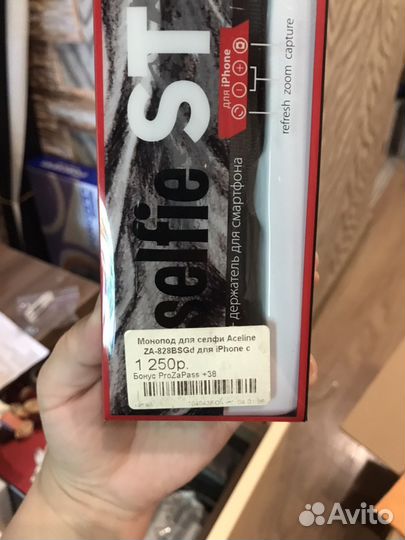 selfie ST
держатель для смартфона
для iPhone
refresh zoom capture
Монопод для селфи Aceline
ZA-828BSGd для iPhone с
1 250р.
Бонус ProZaPass +38
Avito